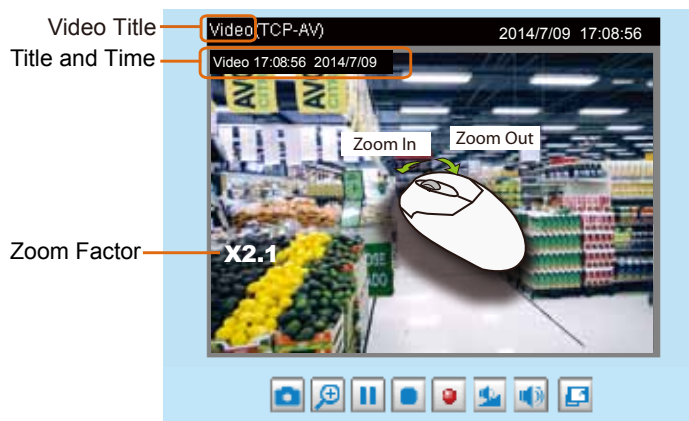 Video Title
Video(TCP-AV) 2014/7/09 17:08:56
Title and Time
Video 17:08:56 2014/7/09
Zoom In
Zoom Out
Zoom Factor
X2.1